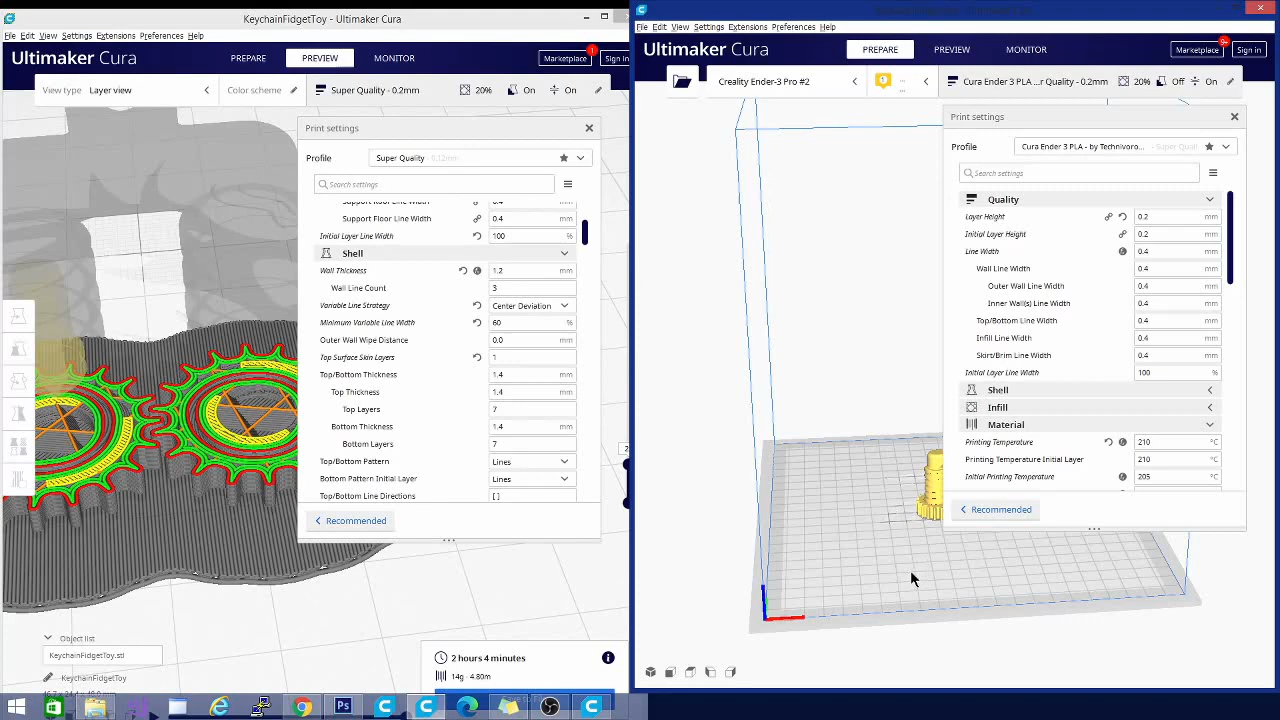 KeychainFidgetToy - Ultimaker Cura
File Edit View Settings Extensions Preferences Help
Ultimaker Cura
PREPARE
PREVIEW
MONITOR
Marketplace
1
Sign in
View type Layer view
Color scheme
Super Quality - 0.2mm
20%
On
On
Print settings
Profile
Super Quality - 0.12mm
Search settings
Support Floor Line Width 0.4 mm
Initial Layer Line Width 100 %
Shell
Wall Thickness 1.2 mm
Wall Line Count 3
Variable Line Strategy Center Deviation
Minimum Variable Line Width 60 %
Outer Wall Wipe Distance 0.0 mm
Top Surface Skin Layers 1
Top/Bottom Thickness 1.4 mm
Top Thickness 1.4 mm
Top Layers 7
Bottom Thickness 1.4 mm
Bottom Layers 7
Top/Bottom Pattern Lines
Bottom Pattern Initial Layer Lines
Top/Bottom Line Directions [ ]
Recommended
Object list
KeychainFidgetToy.stl
KeychainFidgetToy
2 hours 4 minutes
14g · 4.80m
File Edit View Settings Extensions Preferences Help
Ultimaker Cura
PREPARE
PREVIEW
MONITOR
Marketplace
9+
Sign in
Creality Ender-3 Pro #2
1
...
...
Cura Ender 3 PLA ...r Quality - 0.2mm
20%
Off
On
Print settings
Profile
Cura Ender 3 PLA - by Technivoro... - Super Quali
Search settings
Quality
Layer Height 0.2 mm
Initial Layer Height 0.2 mm
Line Width 0.4 mm
Wall Line Width 0.4 mm
Outer Wall Line Width 0.4 mm
Inner Wall(s) Line Width 0.4 mm
Top/Bottom Line Width 0.4 mm
Infill Line Width 0.4 mm
Skirt/Brim Line Width 0.4 mm
Initial Layer Line Width 100 %
Shell
Infill
Material
Printing Temperature 210 °C
Printing Temperature Initial Layer 210 °C
Initial Printing Temperature 205 °C
Recommended
Ps